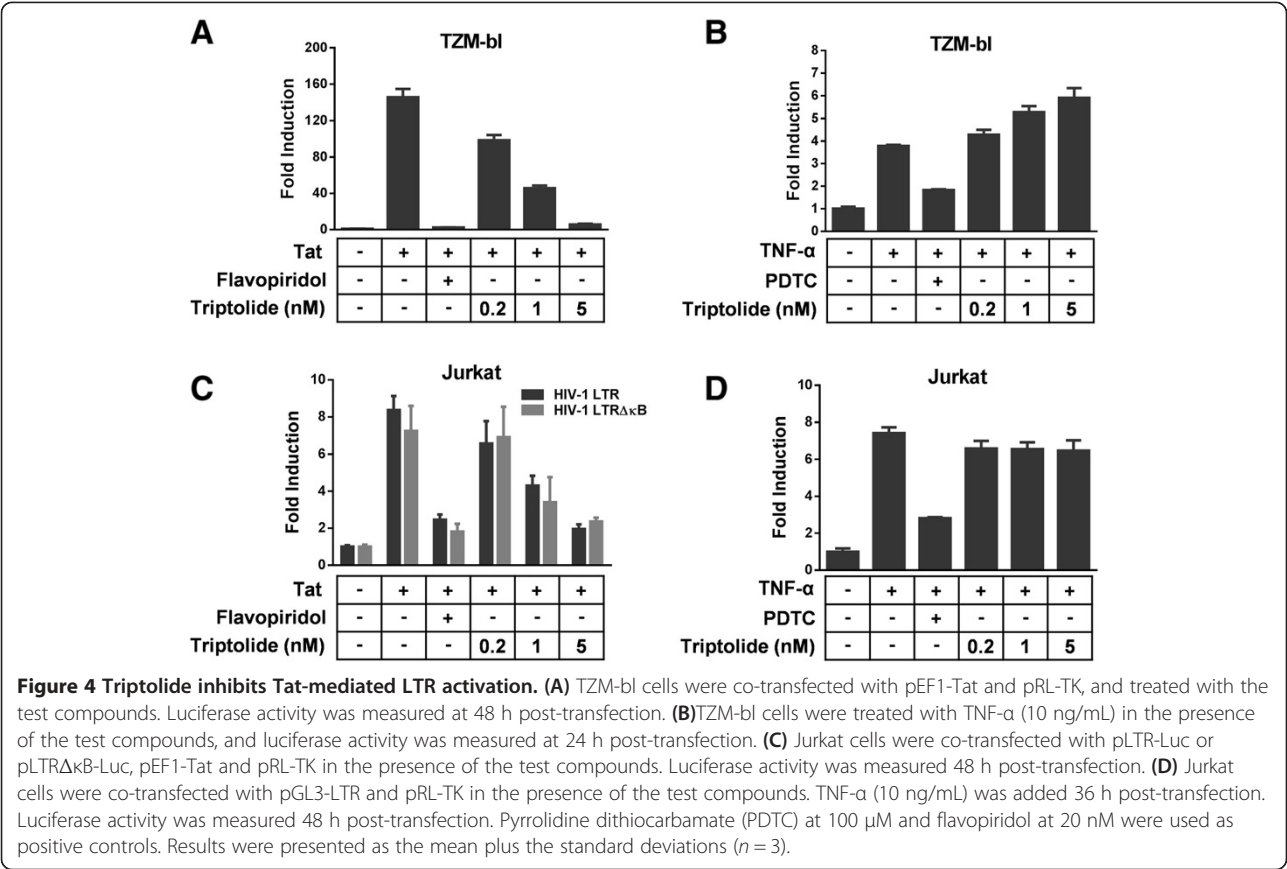 A
TZM-bl
200
160
120
80
40
0
Fold Induction
Tat - + + + + +
Flavopiridol - - + - - -
Triptolide (nM) - - - 0.2 1 5
B
TZM-bl
8
7
6
5
4
3
2
1
0
Fold Induction
TNF-α - + + + + +
PDTC - - + - - -
Triptolide (nM) - - - 0.2 1 5
C
Jurkat
HIV-1 LTR
HIV-1 LTRΔκB
10
8
6
4
2
0
Fold Induction
Tat - + + + + +
Flavopiridol - - + - - -
Triptolide (nM) - - - 0.2 1 5
D
Jurkat
10
8
6
4
2
0
Fold Induction
TNF-α - + + + + +
PDTC - - + - - -
Triptolide (nM) - - - 0.2 1 5
Figure 4 Triptolide inhibits Tat-mediated LTR activation. (A) TZM-bl cells were co-transfected with pEF1-Tat and pRL-TK, and treated with the
test compounds. Luciferase activity was measured at 48 h post-transfection. (B)TZM-bl cells were treated with TNF-α (10 ng/mL) in the presence
of the test compounds, and luciferase activity was measured at 24 h post-transfection. (C) Jurkat cells were co-transfected with pLTR-Luc or
pLTRΔκB-Luc, pEF1-Tat and pRL-TK in the presence of the test compounds. Luciferase activity was measured 48 h post-transfection. (D) Jurkat
cells were co-transfected with pGL3-LTR and pRL-TK in the presence of the test compounds. TNF-α (10 ng/mL) was added 36 h post-transfection.
Luciferase activity was measured 48 h post-transfection. Pyrrolidine dithiocarbamate (PDTC) at 100 μM and flavopiridol at 20 nM were used as
positive controls. Results were presented as the mean plus the standard deviations (n = 3).